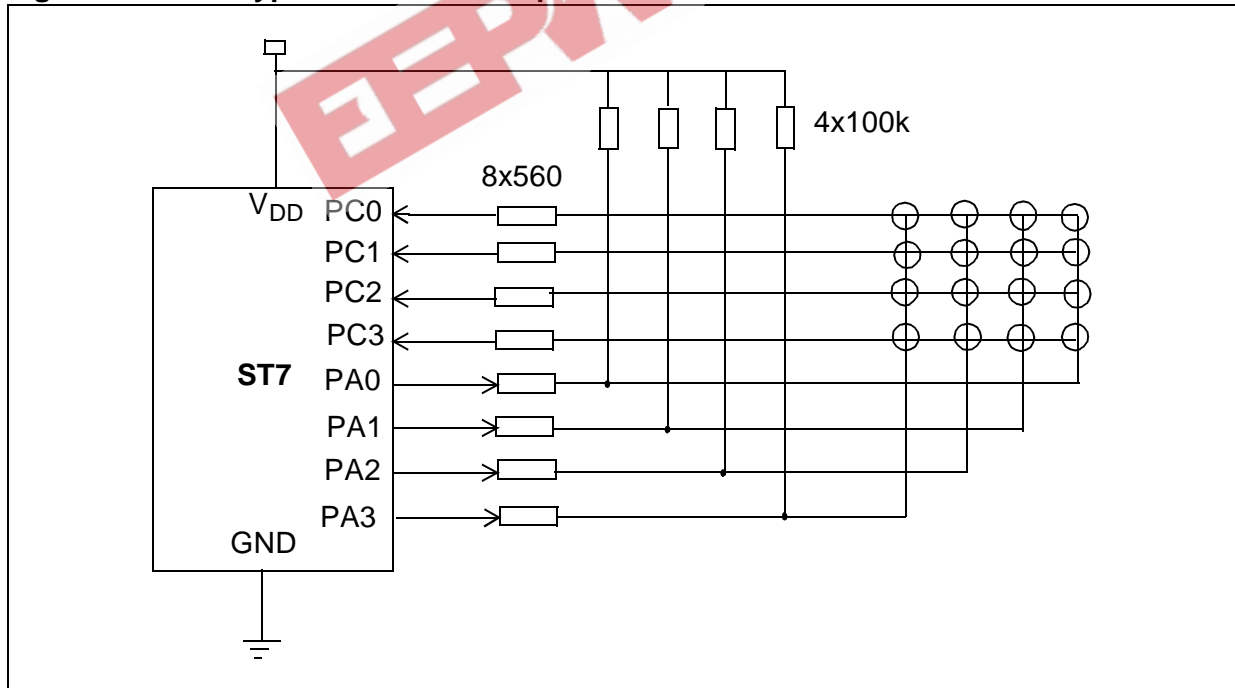 4x100k
8x560
VDD PC0
PC1
PC2
PC3
ST7 PA0
PA1
PA2
PA3
GND